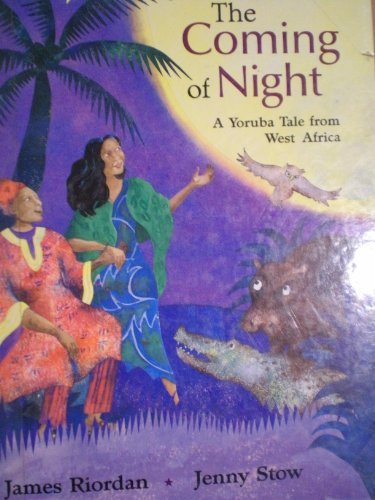 The
Coming
of Night
A Yoruba Tale from
West Africa
James Riordan ★ Jenny Stow